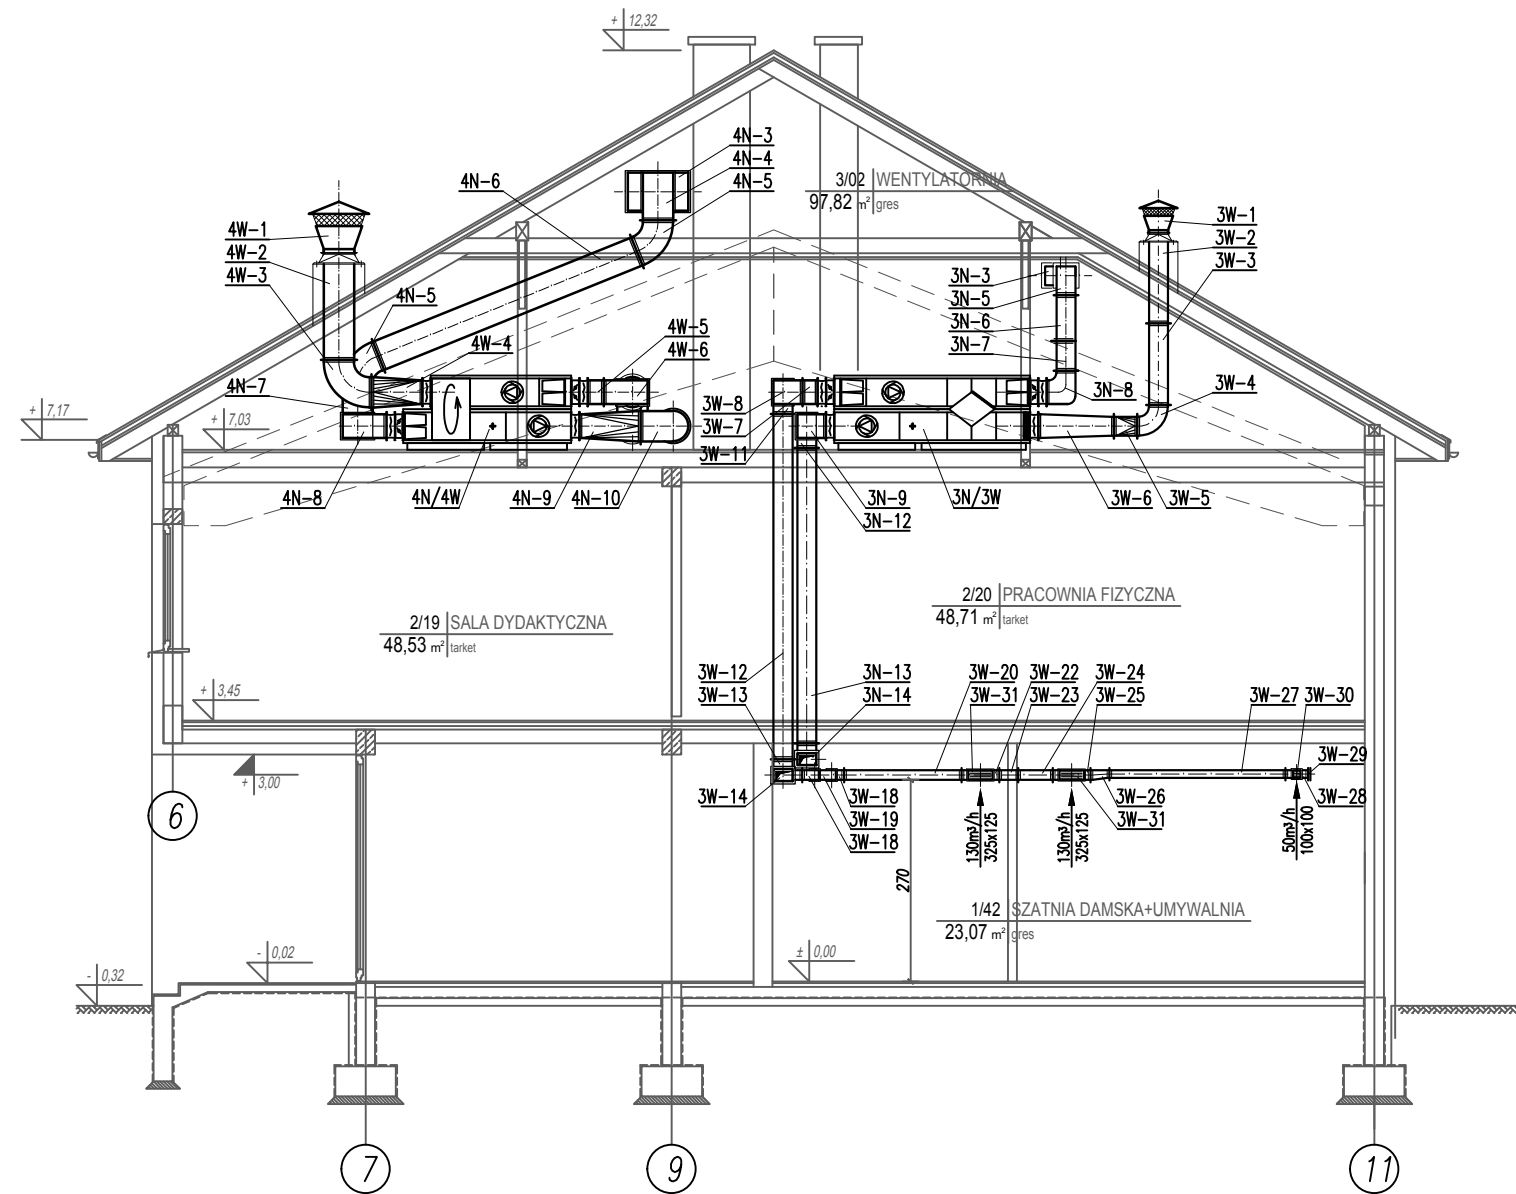 + 12,32
4N-3
4N-4
4N-5
4N-6
3/02 WENTYLATORNIA
97,82 m² gres
4W-1
4W-2
4W-3
3W-1
3W-2
3W-3
3N-3
3N-5
3N-6
3N-7
4N-5
4W-4
4W-5
4W-6
4N-7
3N-8
3W-4
3W-8
3W-7
3W-11
+ 7,17
+ 7,03
4N-8
4N/4W
4N-9
4N-10
3N-9
3N-12
3N/3W
3W-6
3W-5
2/19 SALA DYDAKTYCZNA
48,53 m² tarket
2/20 PRACOWNIA FIZYCZNA
48,71 m² tarket
+ 3,45
3W-12
3W-13
3N-13
3N-14
3W-20
3W-31
3W-22
3W-23
3W-24
3W-25
3W-27
3W-30
3W-29
3W-28
+ 3,00
3W-14
3W-18
3W-19
3W-18
3W-26
3W-31
130m³/h
325x125
130m³/h
325x125
50m³/h
100x100
270
1/42 SZATNIA DAMSKA+UMYWALNIA
23,07 m² gres
± 0,00
- 0,02
- 0,32
6
7
9
11